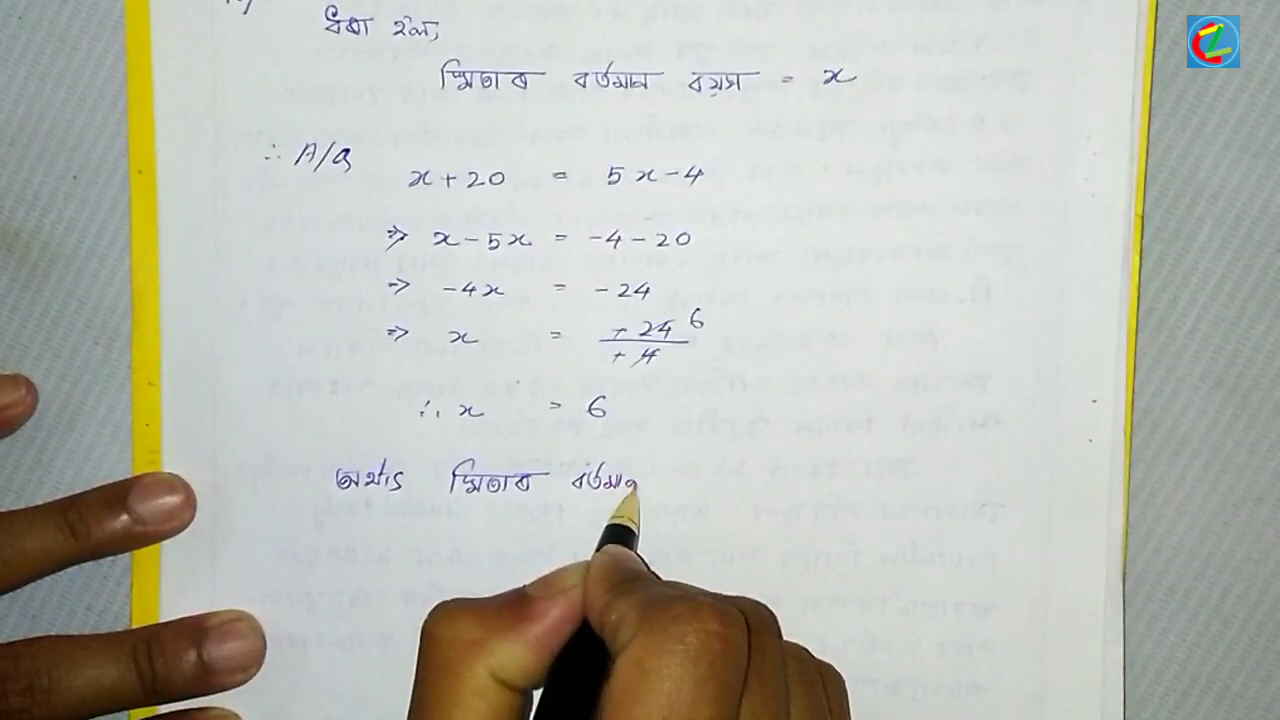 ধৰা হ'ল,
স্মিতাৰ বৰ্তমান বয়স = x
∴ A/Q x + 20 = 5x - 4
⇒ x - 5x = -4 - 20
⇒ -4x = -24
⇒ x = + 24 6 / + 4
∴ x = 6
অৰ্থাৎ স্মিতাৰ বৰ্তমান